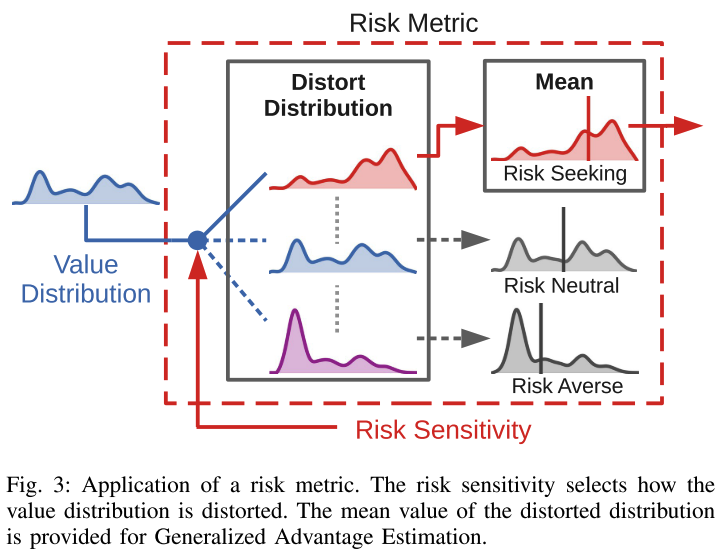 Risk Metric
Distort
Distribution
Mean
Risk Seeking
Value
Distribution
Risk Neutral
Risk Averse
Risk Sensitivity
Fig. 3: Application of a risk metric. The risk sensitivity selects how the
value distribution is distorted. The mean value of the distorted distribution
is provided for Generalized Advantage Estimation.